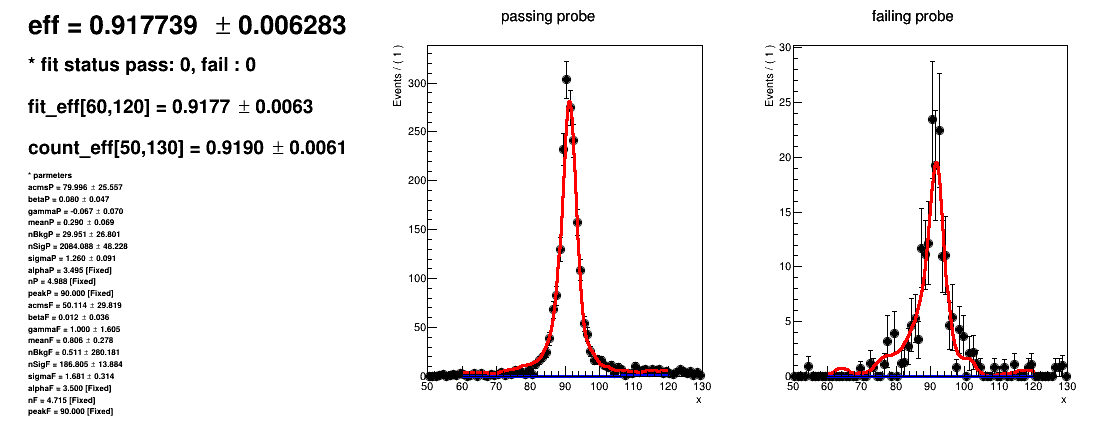 eff = 0.917739 ± 0.006283
* fit status pass: 0, fail : 0
fit_eff[60,120] = 0.9177 ± 0.0063
count_eff[50,130] = 0.9190 ± 0.0061
* parmeters
acmsP = 79.996 ± 25.557
betaP = 0.080 ± 0.047
gammaP = -0.067 ± 0.070
meanP = 0.290 ± 0.069
nBkgP = 29.951 ± 26.801
nSigP = 2084.088 ± 48.228
sigmaP = 1.260 ± 0.091
alphaP = 3.495 [Fixed]
nP = 4.988 [Fixed]
peakP = 90.000 [Fixed]
acmsF = 50.114 ± 29.819
betaF = 0.012 ± 0.036
gammaF = 1.000 ± 1.605
meanF = 0.806 ± 0.278
nBkgF = 0.511 ± 280.181
nSigF = 186.805 ± 13.884
sigmaF = 1.681 ± 0.314
alphaF = 3.500 [Fixed]
nF = 4.715 [Fixed]
peakF = 90.000 [Fixed]
passing probe
Events / ( 1 )
300
250
200
150
100
50
0
50 60 70 80 90 100 110 120 130
x
failing probe
Events / ( 1 )
30
25
20
15
10
5
0
50 60 70 80 90 100 110 120 130
x